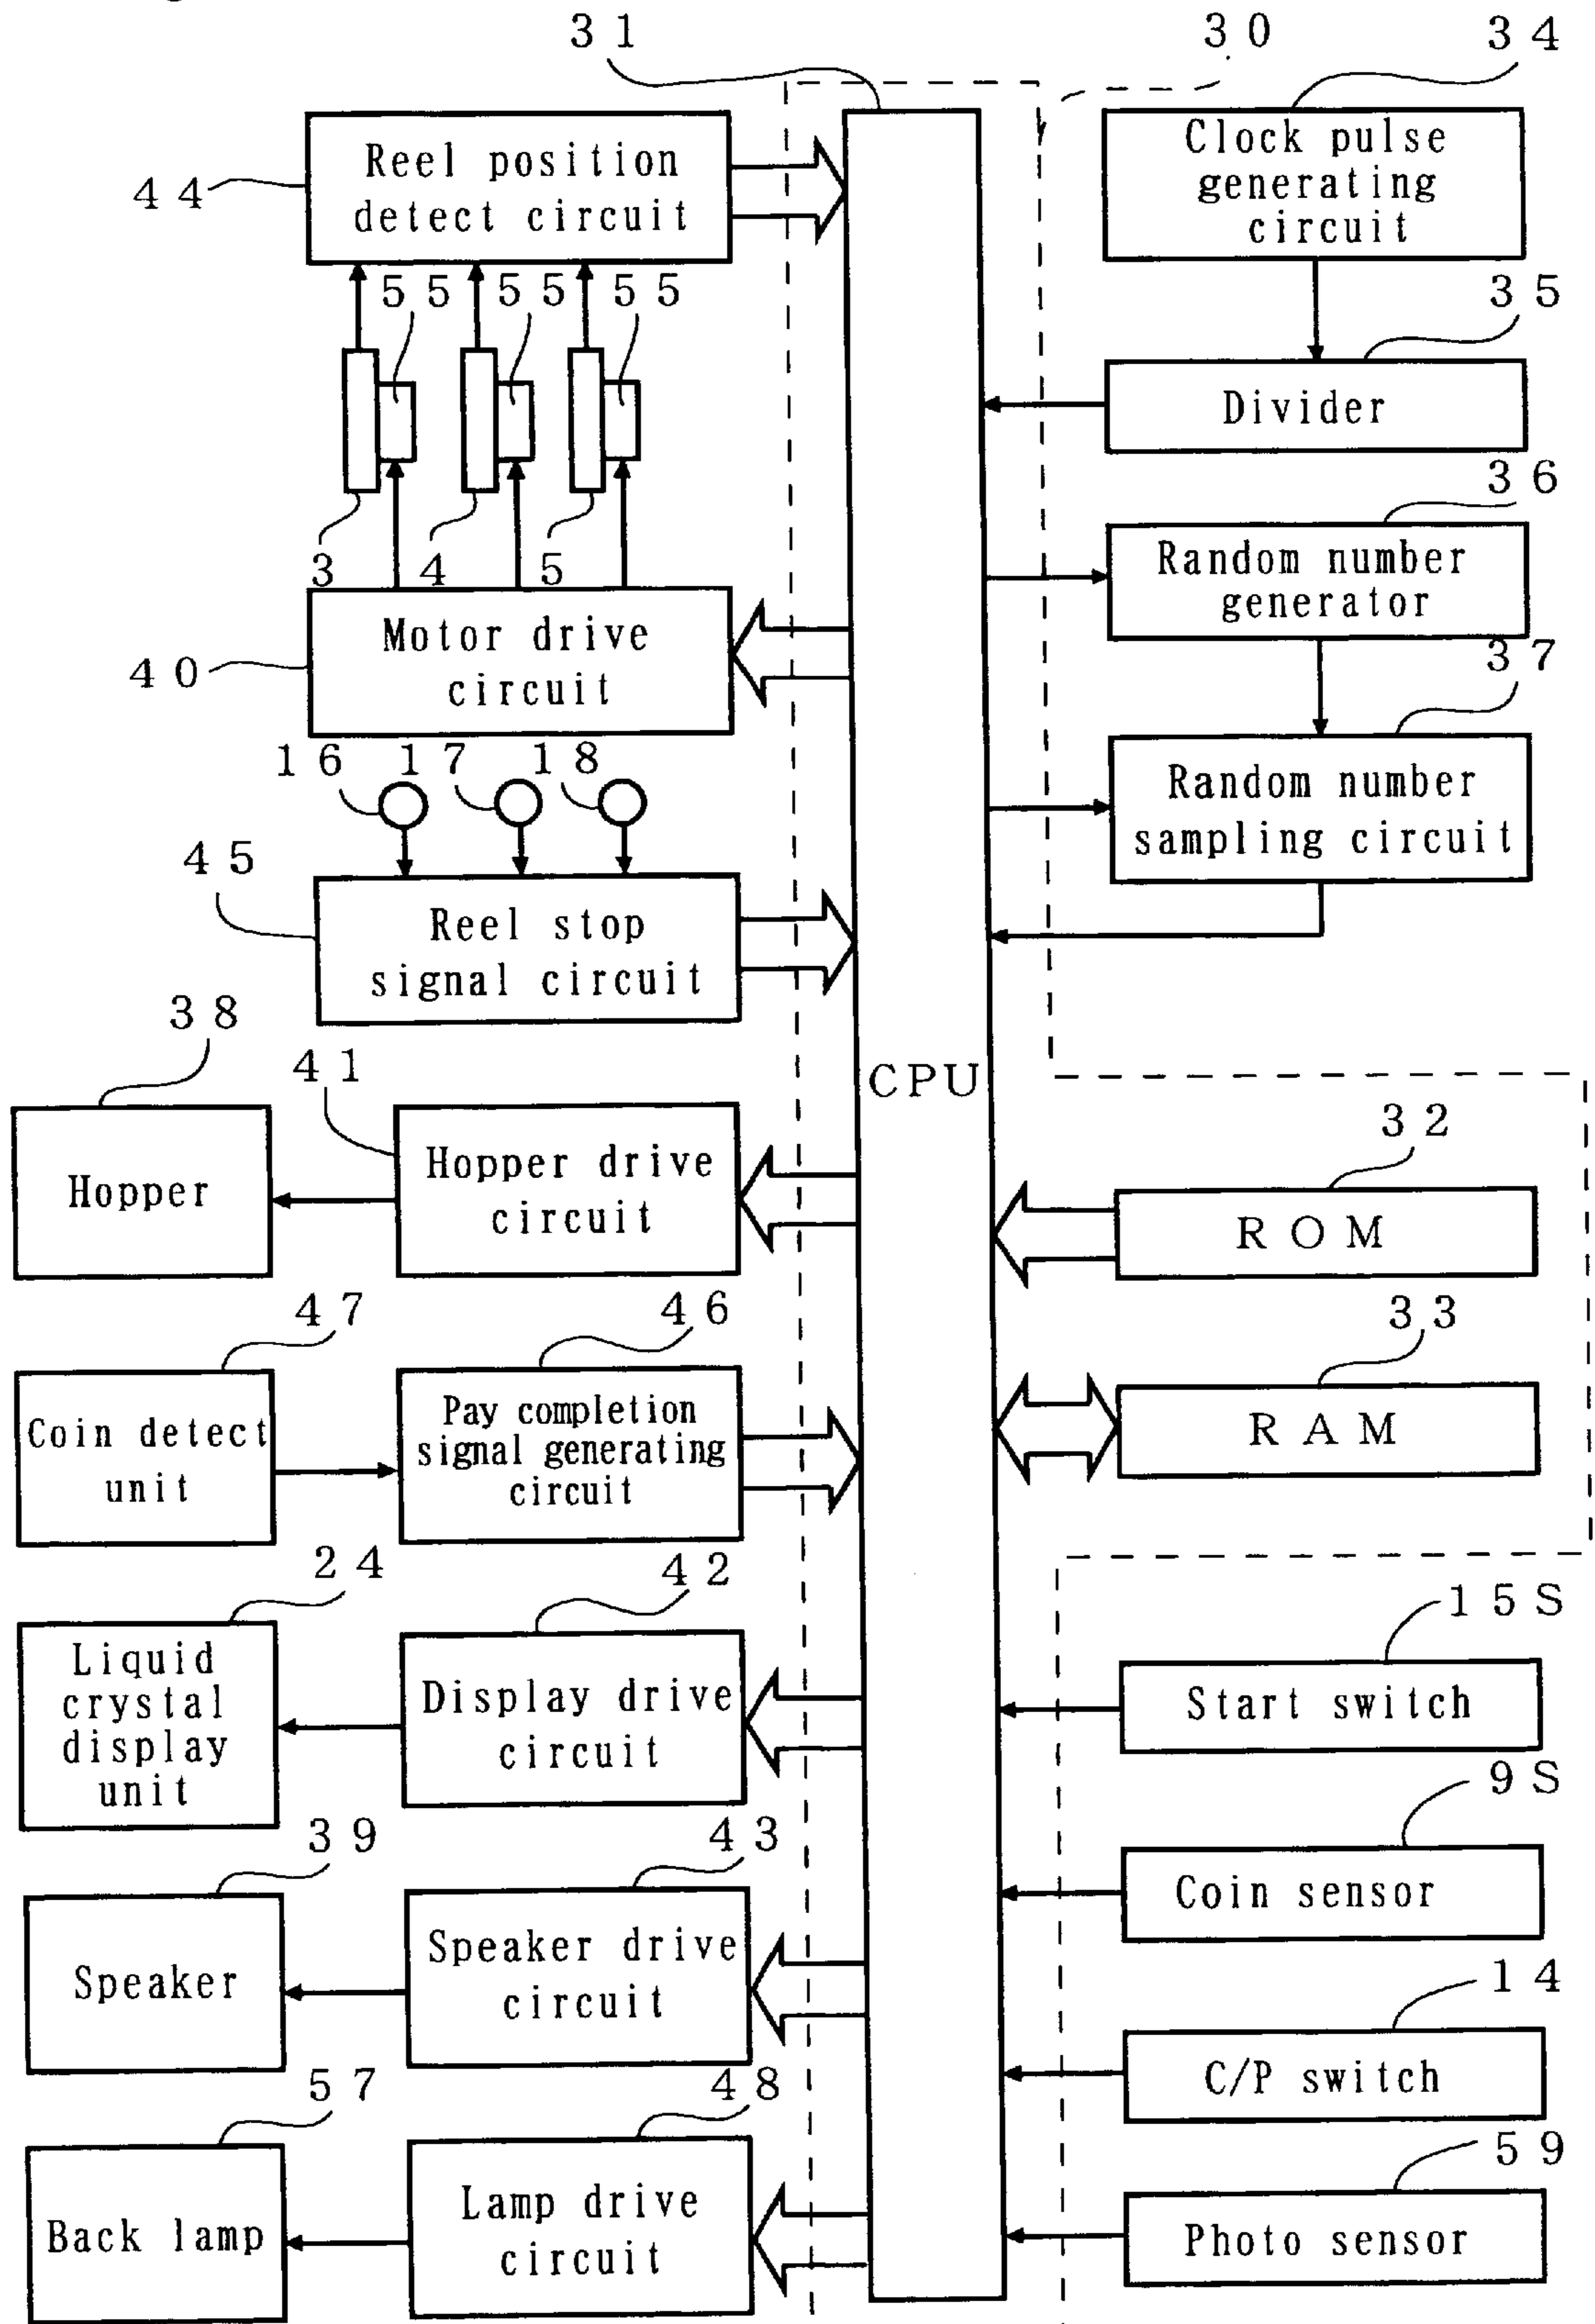 31
30
34
Reel position
detect circuit
44
Clock pulse
generating
circuit
55 55 55
35
Divider
3 4 5
36
Random number
generator
Motor drive
circuit
40
37
Random number
sampling circuit
16 17 18
45
Reel stop
signal circuit
38
41
CPU
Hopper
Hopper drive
circuit
32
ROM
47
46
33
Coin detect
unit
Pay completion
signal generating
circuit
RAM
24
42
15S
Liquid
crystal
display
unit
Display drive
circuit
Start switch
39
43
9S
Coin sensor
Speaker
Speaker drive
circuit
14
C/P switch
57
48
59
Back lamp
Lamp drive
circuit
Photo sensor